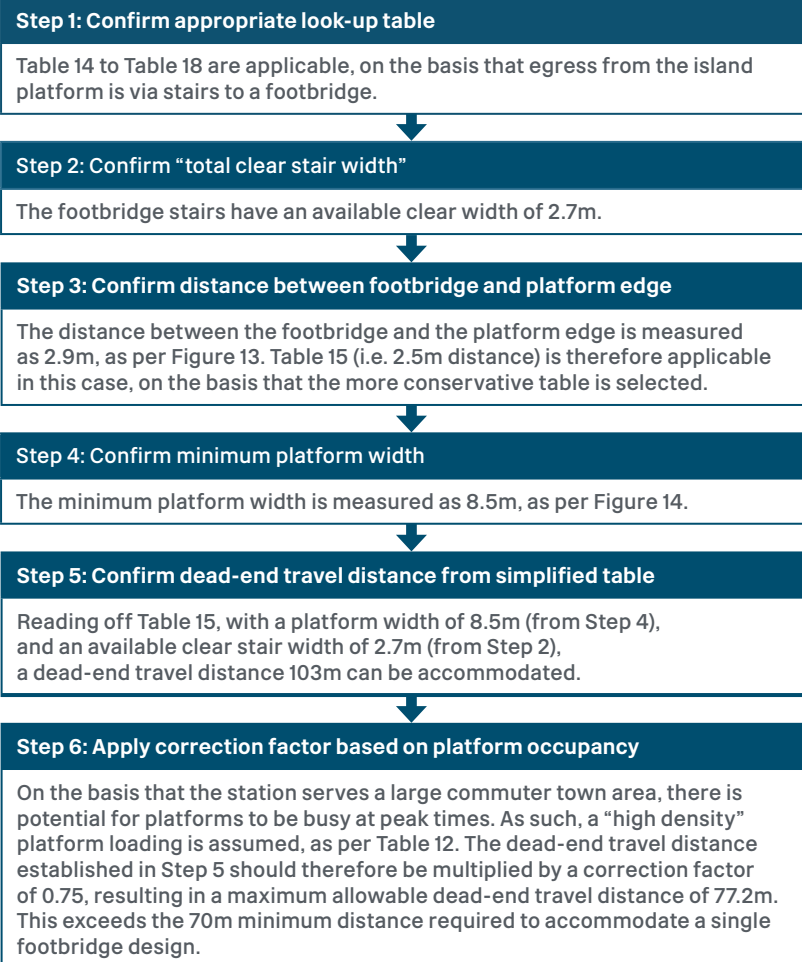 Step 1: Confirm appropriate look-up table
Table 14 to Table 18 are applicable, on the basis that egress from the island
platform is via stairs to a footbridge.
Step 2: Confirm “total clear stair width”
The footbridge stairs have an available clear width of 2.7m.
Step 3: Confirm distance between footbridge and platform edge
The distance between the footbridge and the platform edge is measured
as 2.9m, as per Figure 13. Table 15 (i.e. 2.5m distance) is therefore applicable
in this case, on the basis that the more conservative table is selected.
Step 4: Confirm minimum platform width
The minimum platform width is measured as 8.5m, as per Figure 14.
Step 5: Confirm dead-end travel distance from simplified table
Reading off Table 15, with a platform width of 8.5m (from Step 4),
and an available clear stair width of 2.7m (from Step 2),
a dead-end travel distance 103m can be accommodated.
Step 6: Apply correction factor based on platform occupancy
On the basis that the station serves a large commuter town area, there is
potential for platforms to be busy at peak times. As such, a “high density”
platform loading is assumed, as per Table 12. The dead-end travel distance
established in Step 5 should therefore be multiplied by a correction factor
of 0.75, resulting in a maximum allowable dead-end travel distance of 77.2m.
This exceeds the 70m minimum distance required to accommodate a single
footbridge design.